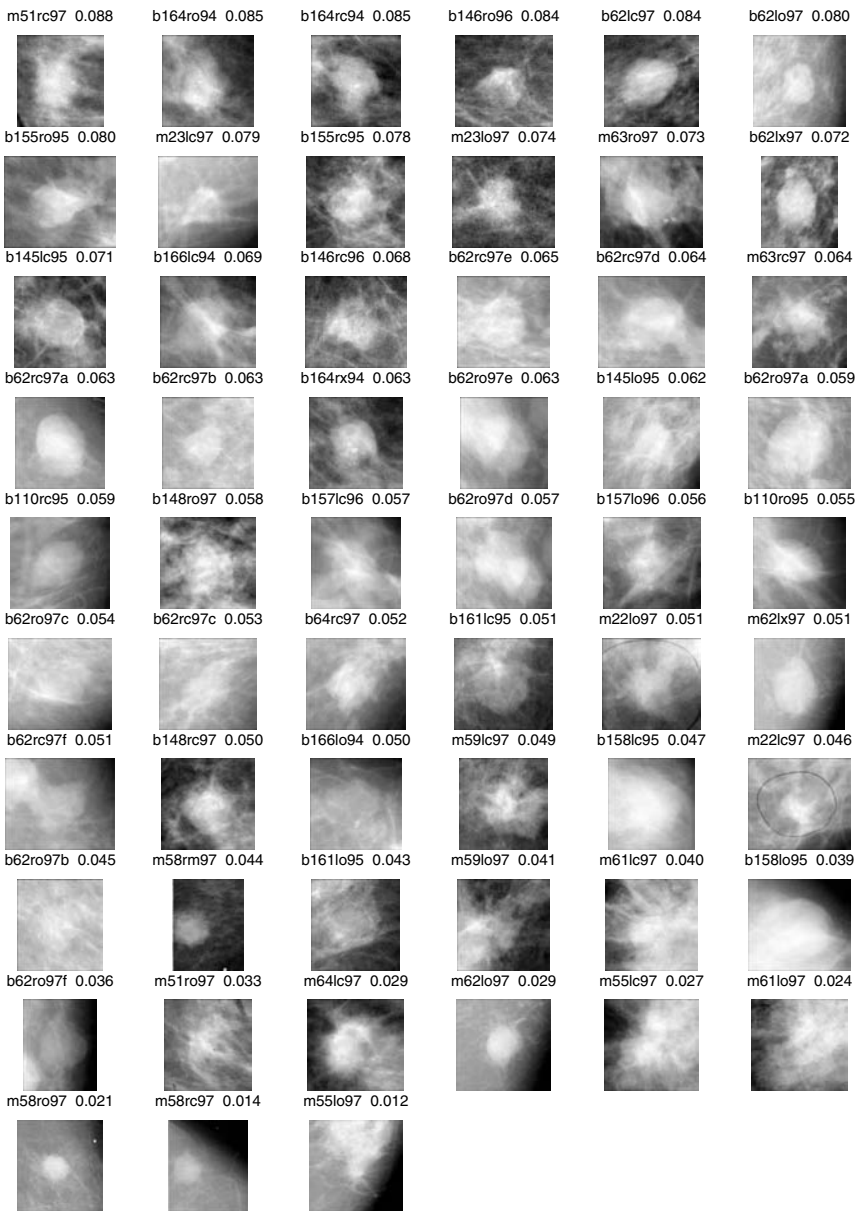 m51rc97 0.088 b164ro94 0.085 b164rc94 0.085 b146ro96 0.084 b62lc97 0.084 b62lo97 0.080
b155ro95 0.080 m23lc97 0.079 b155rc95 0.078 m23lo97 0.074 m63ro97 0.073 b62lx97 0.072
b145lc95 0.071 b166lc94 0.069 b146rc96 0.068 b62rc97e 0.065 b62rc97d 0.064 m63rc97 0.064
b62rc97a 0.063 b62rc97b 0.063 b164rx94 0.063 b62ro97e 0.063 b145lo95 0.062 b62ro97a 0.059
b110rc95 0.059 b148ro97 0.058 b157lc96 0.057 b62ro97d 0.057 b157lo96 0.056 b110ro95 0.055
b62ro97c 0.054 b62rc97c 0.053 b64rc97 0.052 b161lc95 0.051 m22lo97 0.051 m62lx97 0.051
b62rc97f 0.051 b148rc97 0.050 b166lo94 0.050 m59lc97 0.049 b158lc95 0.047 m22lc97 0.046
b62ro97b 0.045 m58rm97 0.044 b161lo95 0.043 m59lo97 0.041 m61lc97 0.040 b158lo95 0.039
b62ro97f 0.036 m51ro97 0.033 m64lc97 0.029 m62lo97 0.029 m55lc97 0.027 m61lo97 0.024
m58ro97 0.021 m58rc97 0.014 m55lo97 0.012